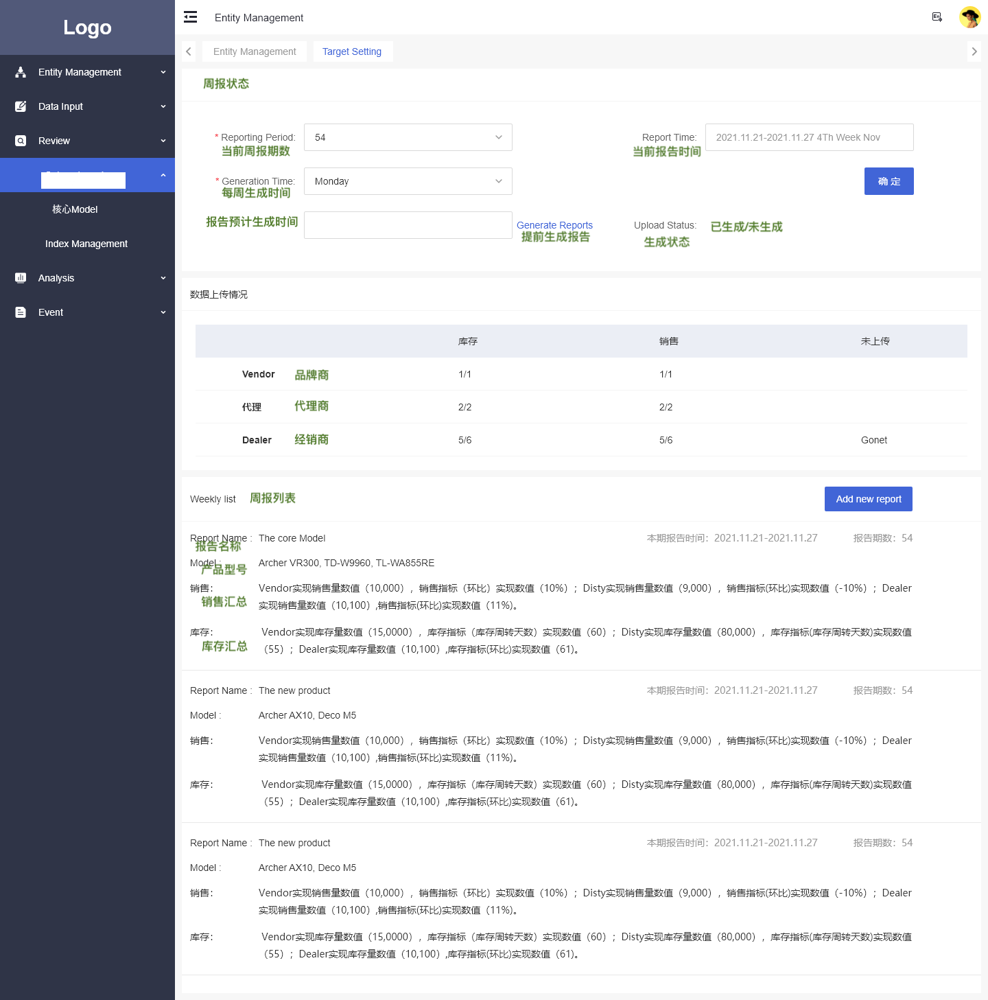 Logo
Entity Management
Entity Management
Target Setting
Entity Management
Data Input
Review
核心Model
Index Management
Analysis
Event
周报状态
* Reporting Period:
54
Report Time:
2021.11.21-2021.11.27 4Th Week Nov
当前周报期数
当前报告时间
* Generation Time:
Monday
确 定
每周生成时间
报告预计生成时间
Generate Reports
Upload Status:
已生成/未生成
提前生成报告
生成状态
数据上传情况
库存 销售 未上传
Vendor 品牌商 1/1 1/1
代理 代理商 2/2 2/2
Dealer 经销商 5/6 5/6 Gonet
Weekly list 周报列表
Add new report
Report Name : The core Model 本期报告时间：2021.11.21-2021.11.27 报告期数：54
报告名称
Model : Archer VR300, TD-W9960, TL-WA855RE
产品型号
销售： Vendor实现销售量数值（10,000），销售指标（环比）实现数值（10%）；Disty实现销售量数值（9,000），销售指标(环比)实现数值（-10%）；Dealer
实现销售量数值（10,100）,销售指标(环比)实现数值（11%)。
销售汇总
库存： Vendor实现库存量数值（15,0000），库存指标（库存周转天数）实现数值（60）；Disty实现库存量数值（80,000），库存指标(库存周转天数)实现数值
（55）；Dealer实现库存量数值（10,100）,库存指标(环比)实现数值（61)。
库存汇总
Report Name : The new product 本期报告时间：2021.11.21-2021.11.27 报告期数：54
Model : Archer AX10, Deco M5
销售： Vendor实现销售量数值（10,000），销售指标（环比）实现数值（10%）；Disty实现销售量数值（9,000），销售指标(环比)实现数值（-10%）；Dealer
实现销售量数值（10,100）,销售指标(环比)实现数值（11%)。
库存： Vendor实现库存量数值（15,0000），库存指标（库存周转天数）实现数值（60）；Disty实现库存量数值（80,000），库存指标(库存周转天数)实现数值
（55）；Dealer实现库存量数值（10,100）,库存指标(环比)实现数值（61)。
Report Name : The new product 本期报告时间：2021.11.21-2021.11.27 报告期数：54
Model : Archer AX10, Deco M5
销售： Vendor实现销售量数值（10,000），销售指标（环比）实现数值（10%）；Disty实现销售量数值（9,000），销售指标(环比)实现数值（-10%）；Dealer
实现销售量数值（10,100）,销售指标(环比)实现数值（11%)。
库存： Vendor实现库存量数值（15,0000），库存指标（库存周转天数）实现数值（60）；Disty实现库存量数值（80,000），库存指标(库存周转天数)实现数值
（55）；Dealer实现库存量数值（10,100）,库存指标(环比)实现数值（61)。